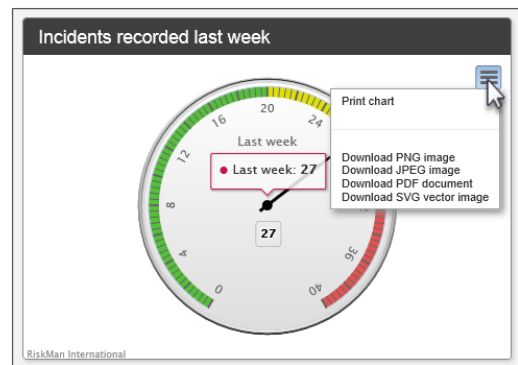 Incidents recorded last week
Print chart
Download PNG image
Download JPEG image
Download PDF document
Download SVG vector image
Last week
Last week: 27
27
0
4
8
12
16
20
24
36
40
RiskMan International